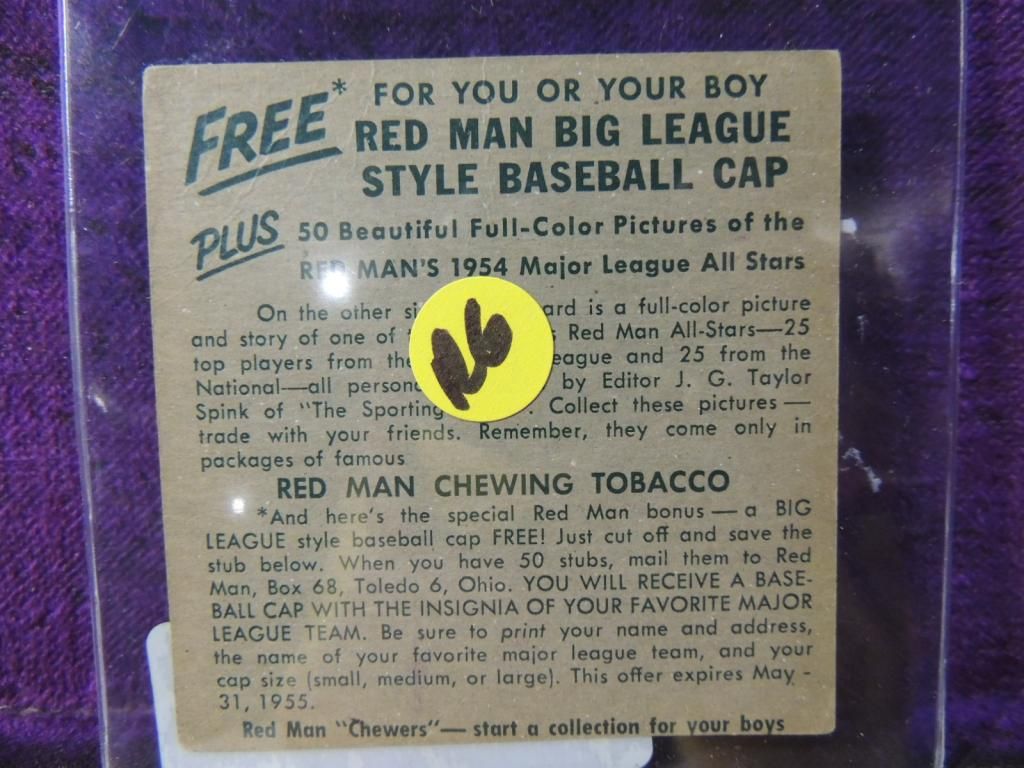 FREE* FOR YOU OR YOUR BOY
RED MAN BIG LEAGUE
STYLE BASEBALL CAP
PLUS 50 Beautiful Full-Color Pictures of the
RED MAN'S 1954 Major League All Stars
On the other si ard is a full-color picture
and story of one of Red Man All-Stars—25
top players from the eague and 25 from the
National—all person by Editor J. G. Taylor
Spink of "The Sporting . Collect these pictures —
trade with your friends. Remember, they come only in
packages of famous
RED MAN CHEWING TOBACCO
*And here's the special Red Man bonus — a BIG
LEAGUE style baseball cap FREE! Just cut off and save the
stub below. When you have 50 stubs, mail them to Red
Man, Box 68, Toledo 6, Ohio. YOU WILL RECEIVE A BASE-
BALL CAP WITH THE INSIGNIA OF YOUR FAVORITE MAJOR
LEAGUE TEAM. Be sure to print your name and address,
the name of your favorite major league team, and your
cap size (small, medium, or large). This offer expires May -
31, 1955.
Red Man "Chewers"— start a collection for your boys